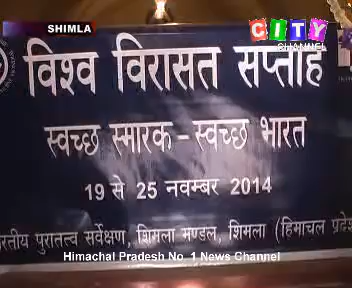 SHIMLA
CITY
CHANNEL
विश्व विरासत सप्ताह
स्वच्छ स्मारक - स्वच्छ भारत
19 से 25 नवम्बर 2014
पुरातत्व सर्वेक्षण, शिमला मण्डल, शिमला (हिमाचल
Himachal Pradesh No. 1 News Channel